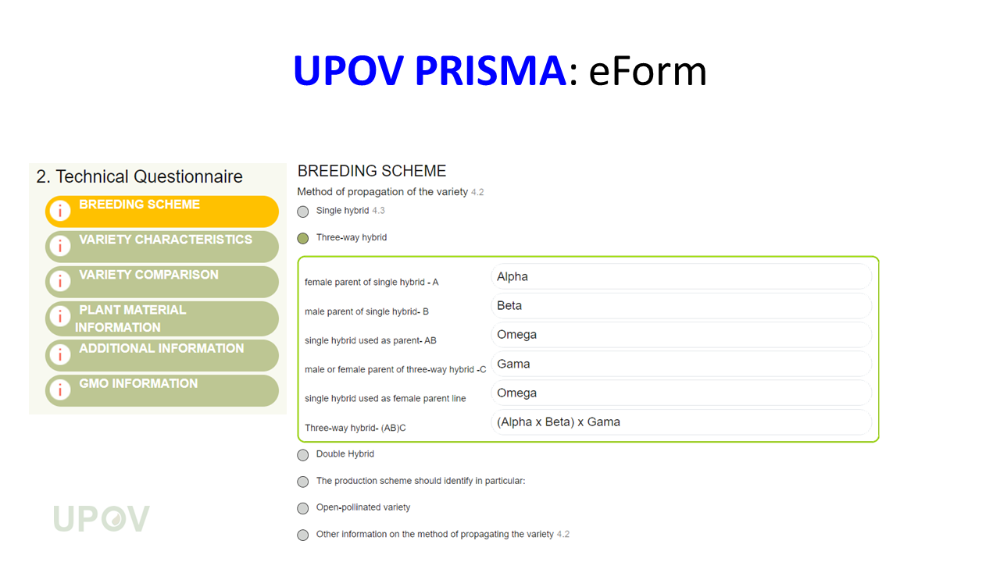 UPOV PRISMA: eForm
2. Technical Questionnaire
i BREEDING SCHEME
i VARIETY CHARACTERISTICS
i VARIETY COMPARISON
i PLANT MATERIAL
INFORMATION
i ADDITIONAL INFORMATION
i GMO INFORMATION
BREEDING SCHEME
Method of propagation of the variety 4.2
Single hybrid 4.3
Three-way hybrid
female parent of single hybrid - A Alpha
male parent of single hybrid- B Beta
single hybrid used as parent- AB Omega
male or female parent of three-way hybrid -C Gama
single hybrid used as female parent line Omega
Three-way hybrid- (AB)C (Alpha x Beta) x Gama
Double Hybrid
The production scheme should identify in particular:
Open-pollinated variety
Other information on the method of propagating the variety 4.2
UPOV